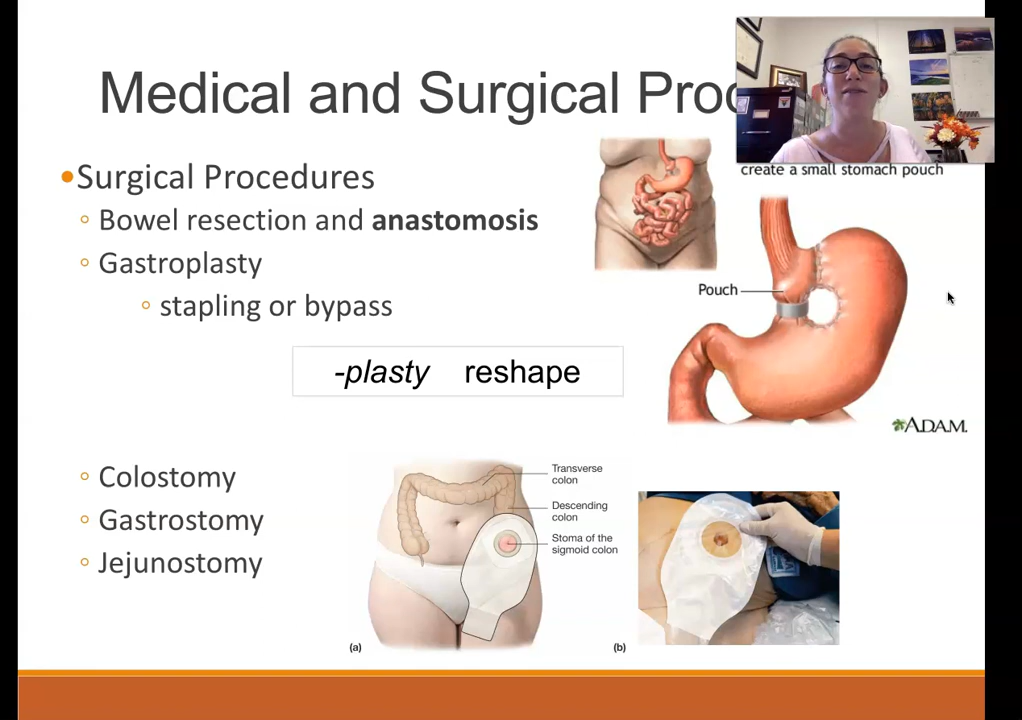 Medical and Surgical
create a small stomach pouch
•Surgical Procedures
◦ Bowel resection and anastomosis
◦ Gastroplasty
◦ stapling or bypass
Pouch
-plasty reshape
ADAM.
◦ Colostomy
◦ Gastrostomy
◦ Jejunostomy
Transverse
colon
Descending
colon
Stoma of the
sigmoid colon
(a)
(b)